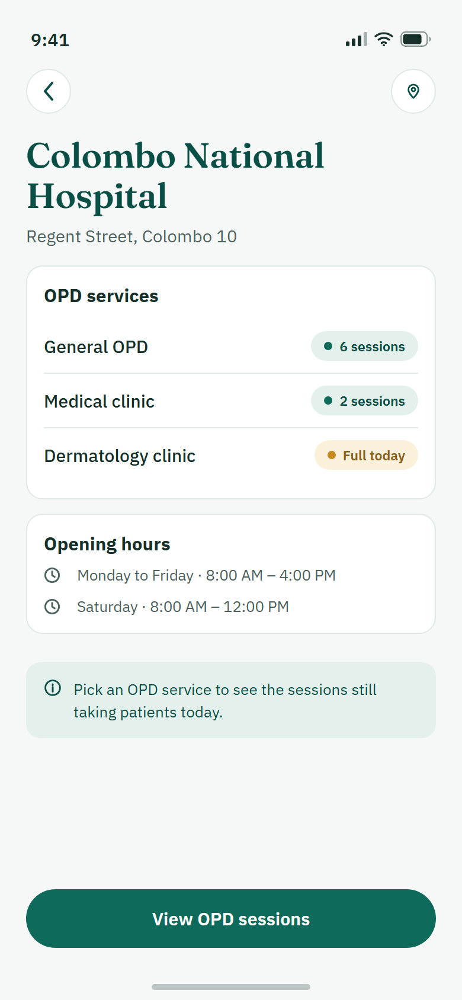 9:41
Colombo National
Hospital
Regent Street, Colombo 10
OPD services
General OPD
6 sessions
Medical clinic
2 sessions
Dermatology clinic
Full today
Opening hours
Monday to Friday · 8:00 AM – 4:00 PM
Saturday · 8:00 AM – 12:00 PM
Pick an OPD service to see the sessions still
taking patients today.
View OPD sessions